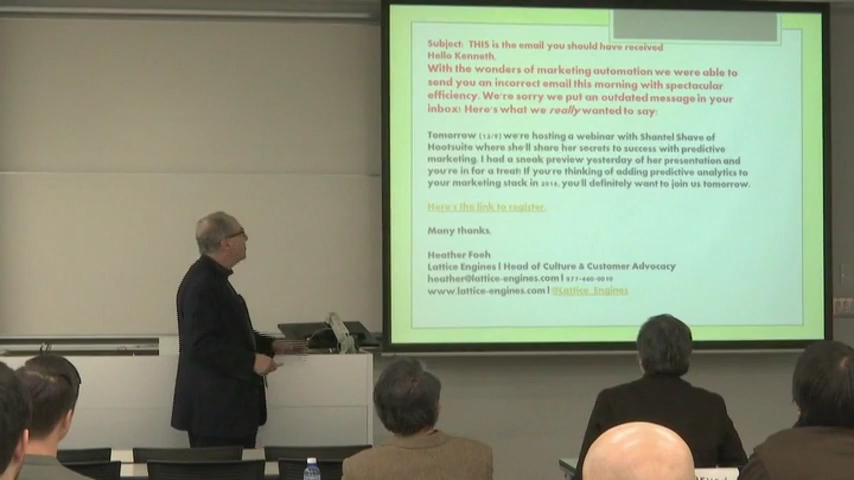 Subject: THIS is the email you should have received
Hello Kenneth,
With the wonders of marketing automation we were able to
send you an incorrect email this morning with spectacular
efficiency. We're sorry we put an outdated message in your
inbox! Here's what we really wanted to say:
Tomorrow (12/9) we're hosting a webinar with Shantel Shave of
Hootsuite where she'll share her secrets to success with predictive
marketing. I had a sneak preview yesterday of her presentation and
you're in for a treat! If you're thinking of adding predictive analytics to
your marketing stack in 2016, you'll definitely want to join us tomorrow.
Here's the link to register.
Many thanks,
Heather Foeh
Lattice Engines | Head of Culture & Customer Advocacy
heather@lattice-engines.com | 877-460-0010
www.lattice-engines.com | @Lattice_Engines